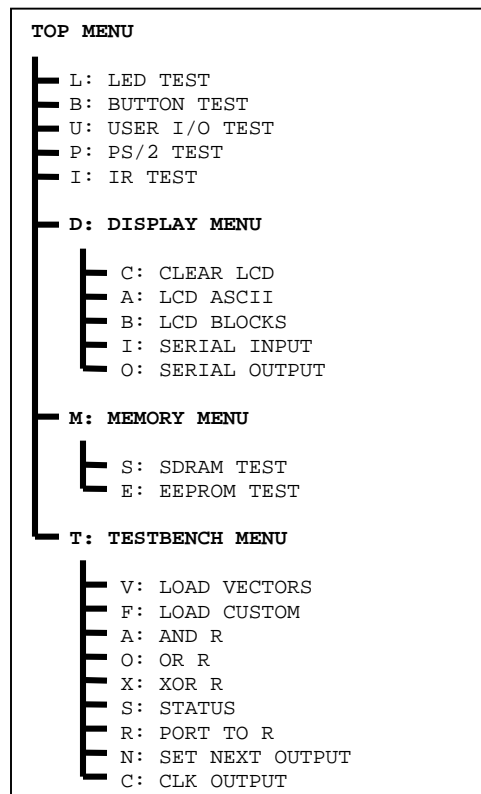 TOP MENU
L: LED TEST
B: BUTTON TEST
U: USER I/O TEST
P: PS/2 TEST
I: IR TEST
D: DISPLAY MENU
C: CLEAR LCD
A: LCD ASCII
B: LCD BLOCKS
I: SERIAL INPUT
O: SERIAL OUTPUT
M: MEMORY MENU
S: SDRAM TEST
E: EEPROM TEST
T: TESTBENCH MENU
V: LOAD VECTORS
F: LOAD CUSTOM
A: AND R
O: OR R
X: XOR R
S: STATUS
R: PORT TO R
N: SET NEXT OUTPUT
C: CLK OUTPUT